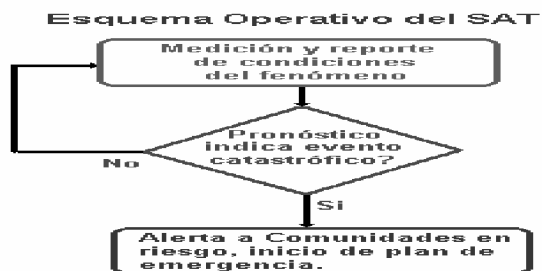 Esquema Operativo del SAT
Medición y reporte
de condiciones
del fenómeno
Pronóstico
indica evento
catastrófico?
No
Si
Alerta a Comunidades en
riesgo, inicio de plan de
emergencia.